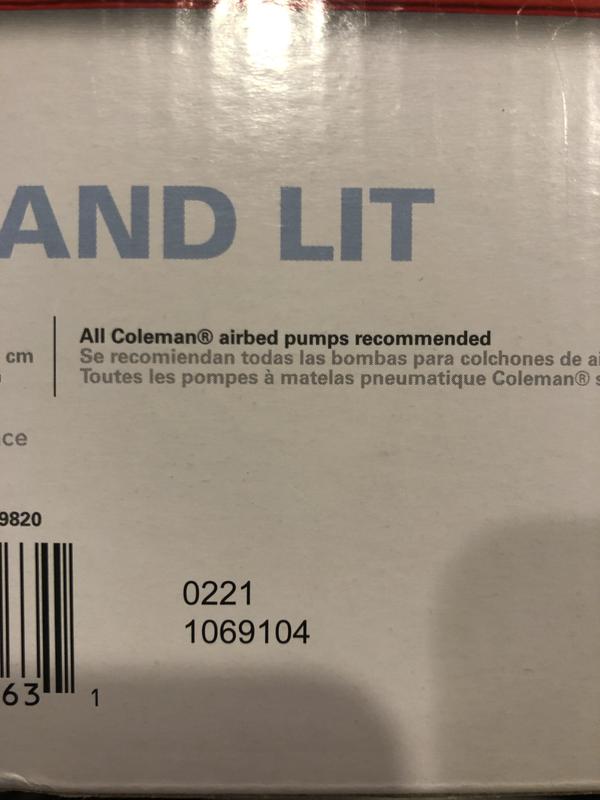 AND LIT
All Coleman® airbed pumps recommended
cm
Se recomiendan todas las bombas para colchones de
Toutes les pompes à matelas pneumatique Coleman®
9820
0221
1069104
63
1